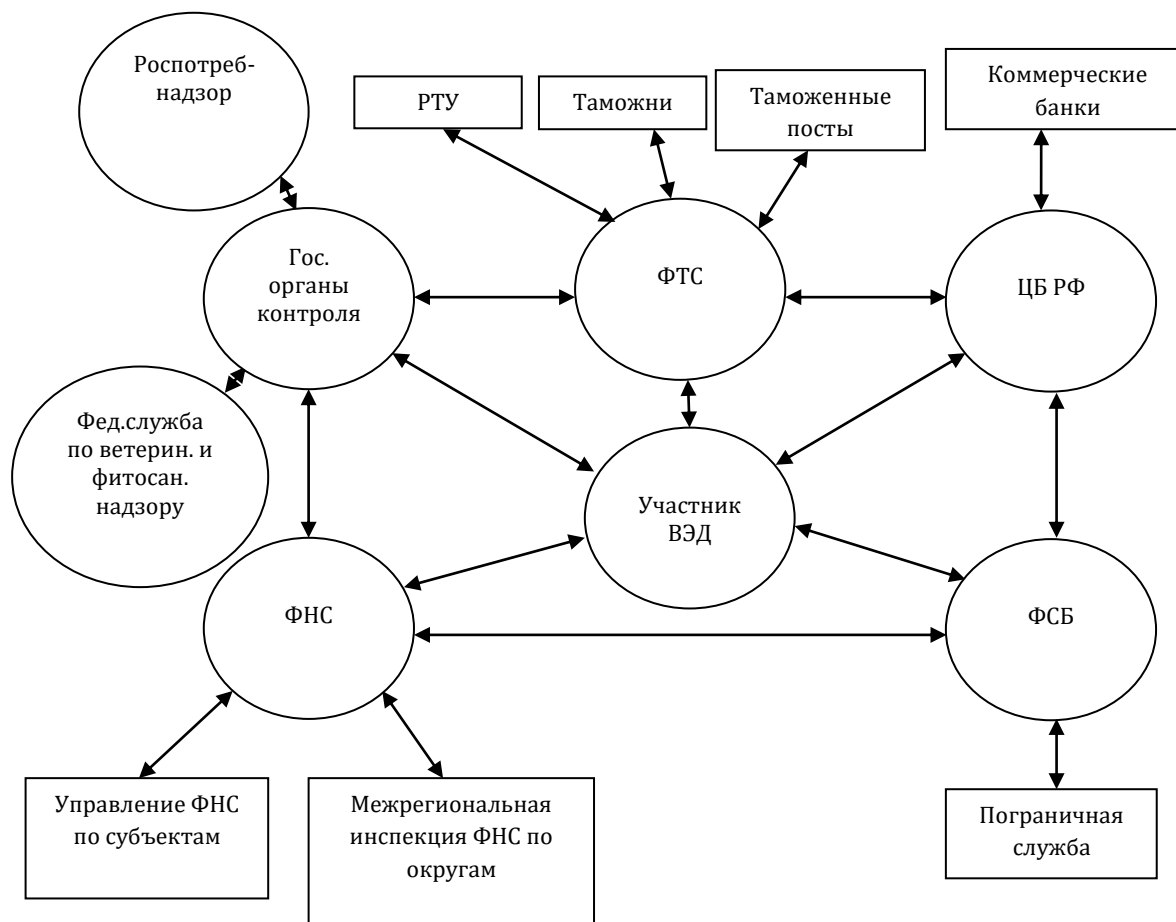 Роспотреб-
надзор
РТУ
Таможни
Таможенные
посты
Коммерческие
банки
Гос.
органы
контроля
ФТС
ЦБ РФ
Фед.служба
по ветерин. и
фитосан.
надзору
Участник
ВЭД
ФНС
ФСБ
Управление ФНС
по субъектам
Межрегиональная
инспекция ФНС по
округам
Пограничная
служба